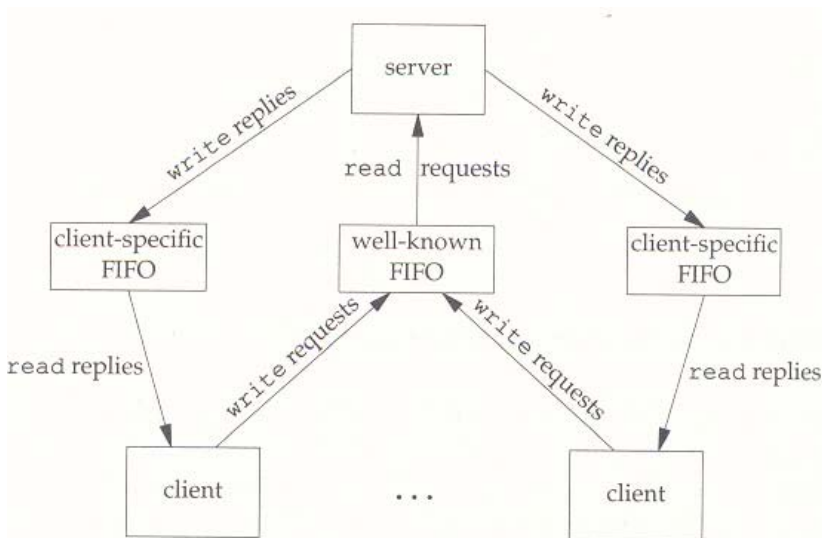 server
write replies
write replies
read requests
client-specific
FIFO
well-known
FIFO
client-specific
FIFO
write requests
write requests
read replies
read replies
client
...
client